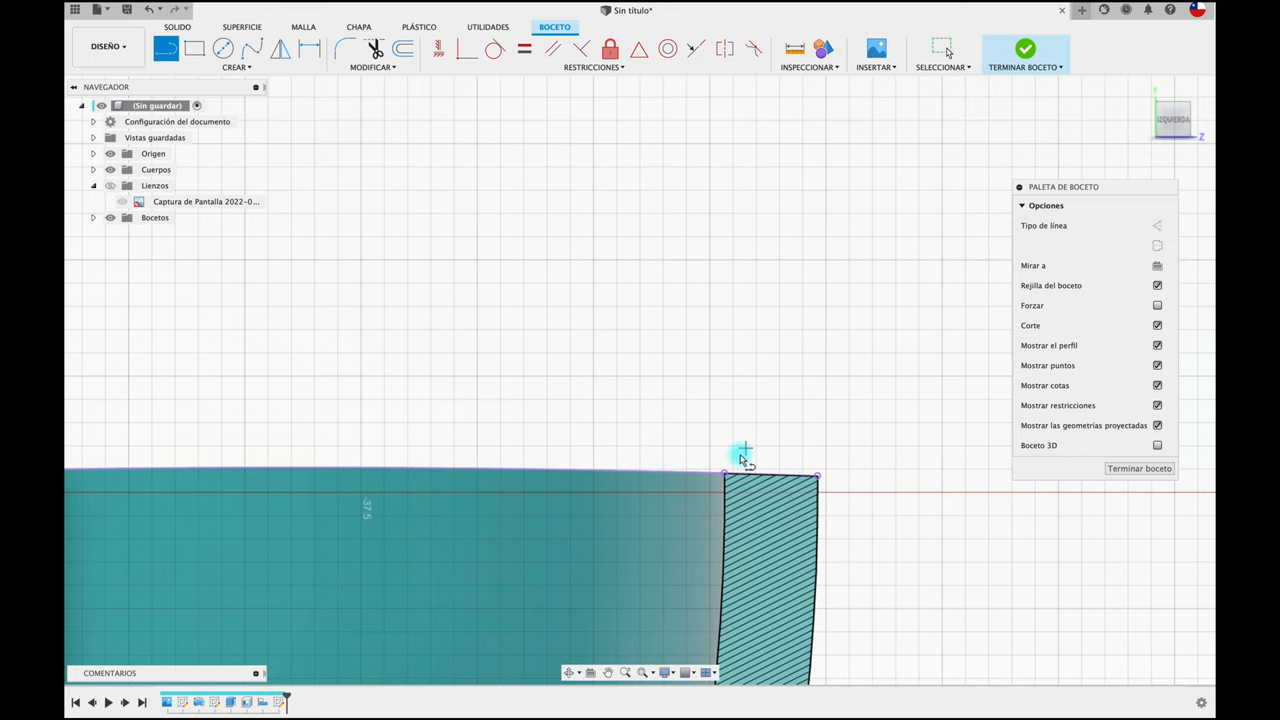 Sin título*
SÓLIDO SUPERFICIE MALLA CHAPA PLÁSTICO UTILIDADES BOCETO
DISEÑO
CREAR MODIFICAR RESTRICCIONES INSPECCIONAR INSERTAR SELECCIONAR TERMINAR BOCETO
NAVEGADOR
(Sin guardar)
Configuración del documento
Vistas guardadas
Origen
Cuerpos
Lienzos
Captura de Pantalla 2022-0...
Bocetos
Y
IZQUIERDA
Z
PALETA DE BOCETO
Opciones
Tipo de línea
Mirar a
Rejilla del boceto
Forzar
Corte
Mostrar el perfil
Mostrar puntos
Mostrar cotas
Mostrar restricciones
Mostrar las geometrías proyectadas
Boceto 3D
Terminar boceto
-37.5
COMENTARIOS